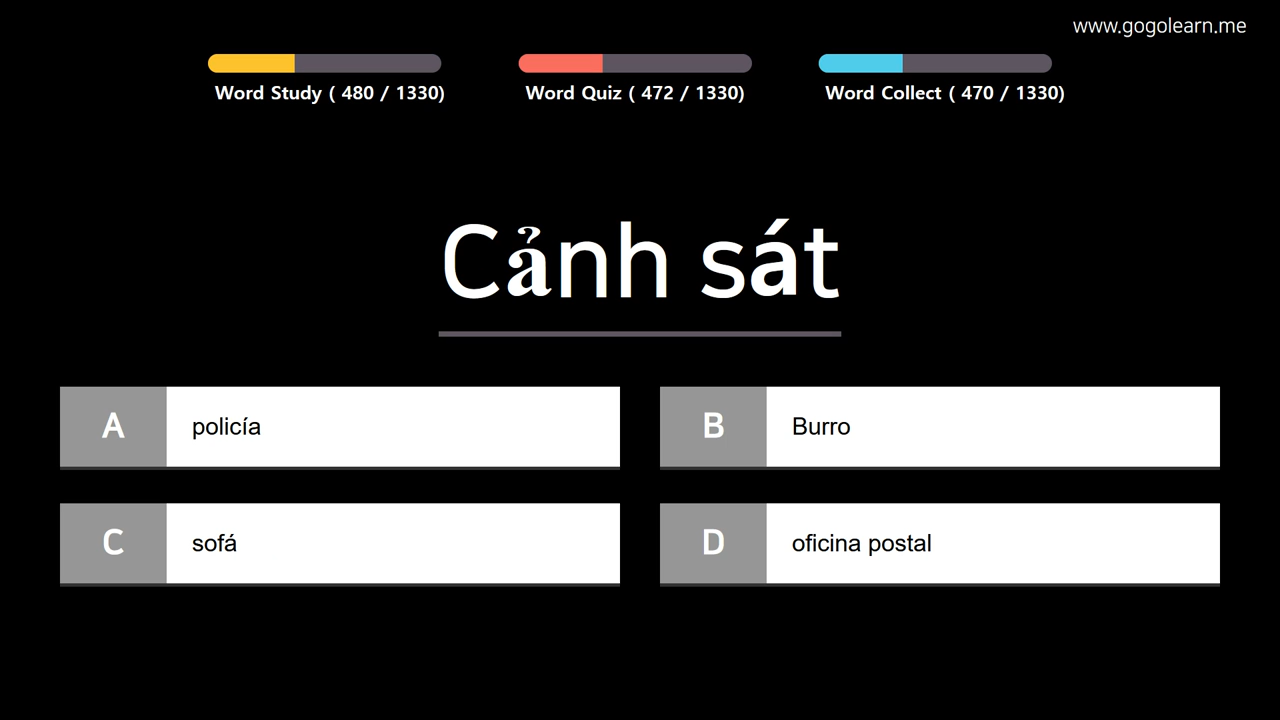 www.gogolearn.me
Word Study ( 480 / 1330)
Word Quiz ( 472 / 1330)
Word Collect ( 470 / 1330)
Cảnh sát
A policía
B Burro
C sofá
D oficina postal